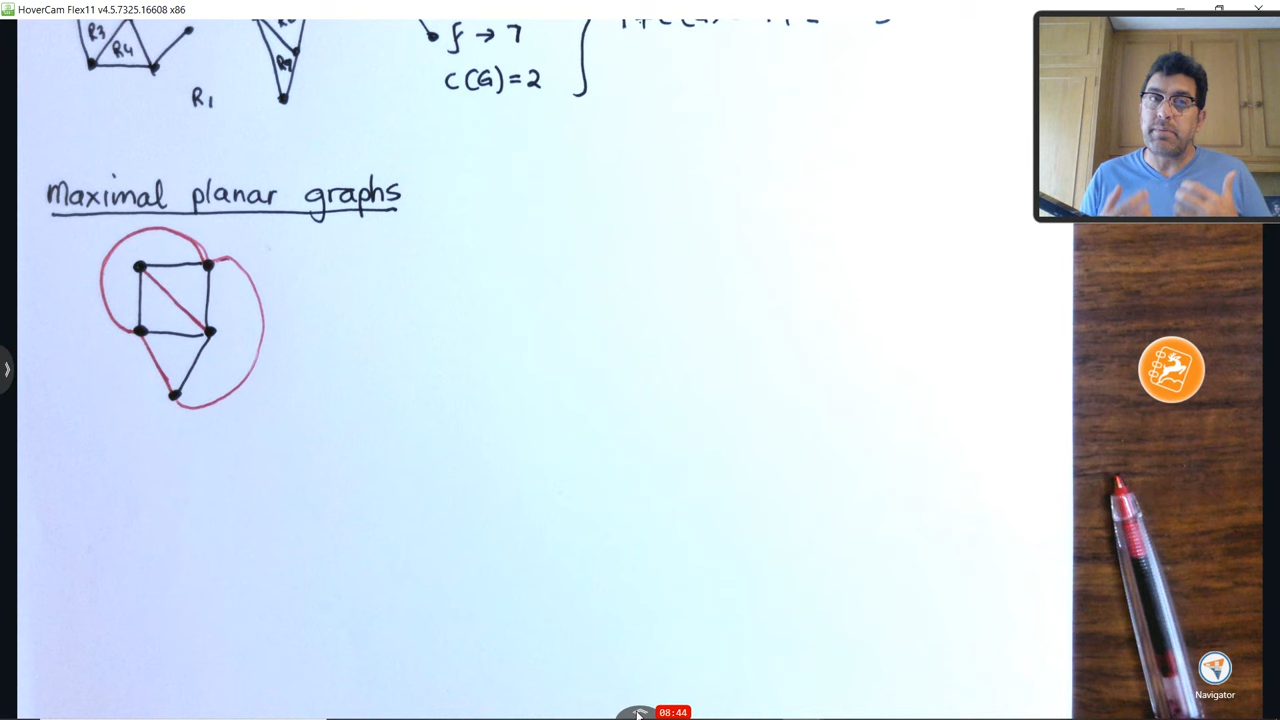 HoverCam Flex11 v4.5.7325.16608 x86
R3
R4
R1
f → 7
C(G)=2
Maximal planar graphs
Navigator
08:44